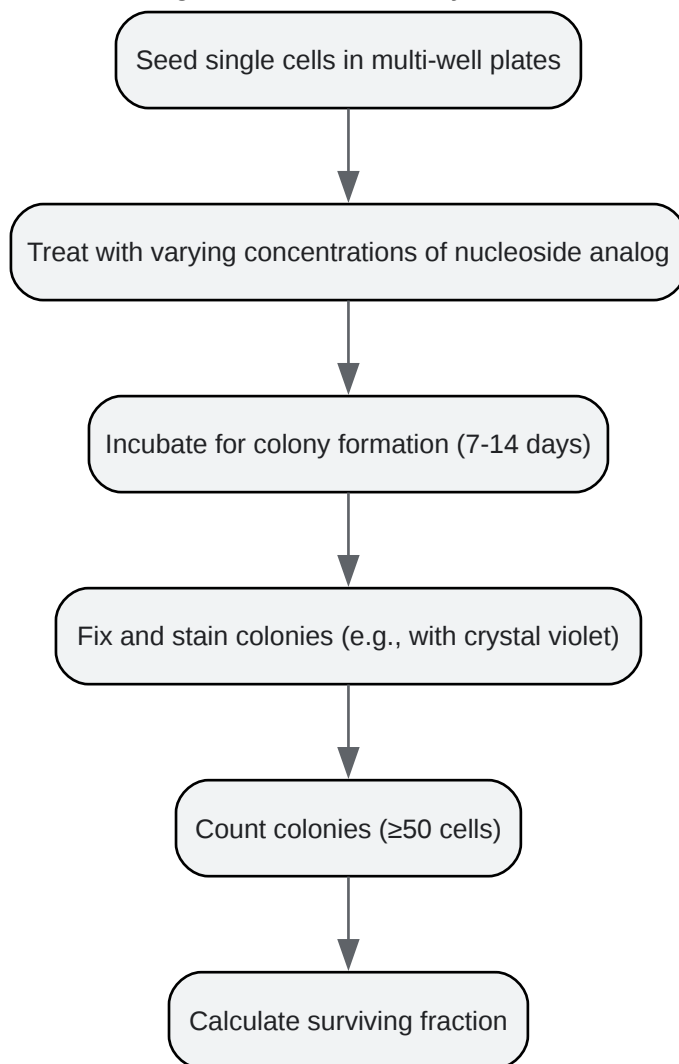 Seed single cells in multi-well plates
Treat with varying concentrations of nucleoside analog
Incubate for colony formation (7-14 days)
Fix and stain colonies (e.g., with crystal violet)
Count colonies (≥50 cells)
Calculate surviving fraction